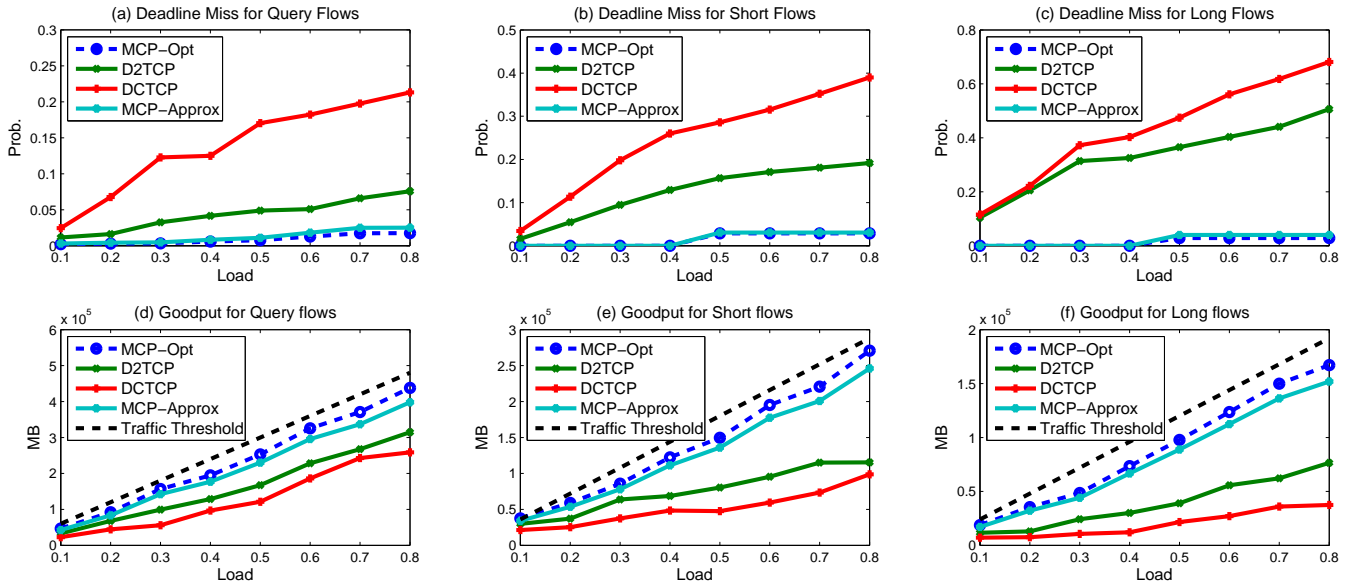 (a) Deadline Miss for Query Flows
0.3
0.25
0.2
0.15
0.1
0.05
0
Prob.
MCP−Opt
D2TCP
DCTCP
MCP−Approx
0.1 0.2 0.3 0.4 0.5 0.6 0.7 0.8
Load
(b) Deadline Miss for Short Flows
0.5
0.4
0.3
0.2
0.1
0
Prob.
MCP−Opt
D2TCP
DCTCP
MCP−Approx
0.1 0.2 0.3 0.4 0.5 0.6 0.7 0.8
Load
(c) Deadline Miss for Long Flows
0.8
0.6
0.4
0.2
0
Prob.
MCP−Opt
D2TCP
DCTCP
MCP−Approx
0.1 0.2 0.3 0.4 0.5 0.6 0.7 0.8
Load
(d) Goodput for Query flows
x 10^5
6
5
4
3
2
1
0
MB
MCP−Opt
D2TCP
DCTCP
MCP−Approx
Traffic Threshold
0.1 0.2 0.3 0.4 0.5 0.6 0.7 0.8
Load
(e) Goodput for Short flows
x 10^5
3
2.5
2
1.5
1
0.5
0
MB
MCP−Opt
D2TCP
DCTCP
MCP−Approx
Traffic Threshold
0.1 0.2 0.3 0.4 0.5 0.6 0.7 0.8
Load
(f) Goodput for Long flows
x 10^5
2
1.5
1
0.5
0
MB
MCP−Opt
D2TCP
DCTCP
MCP−Approx
Traffic Threshold
0.1 0.2 0.3 0.4 0.5 0.6 0.7 0.8
Load